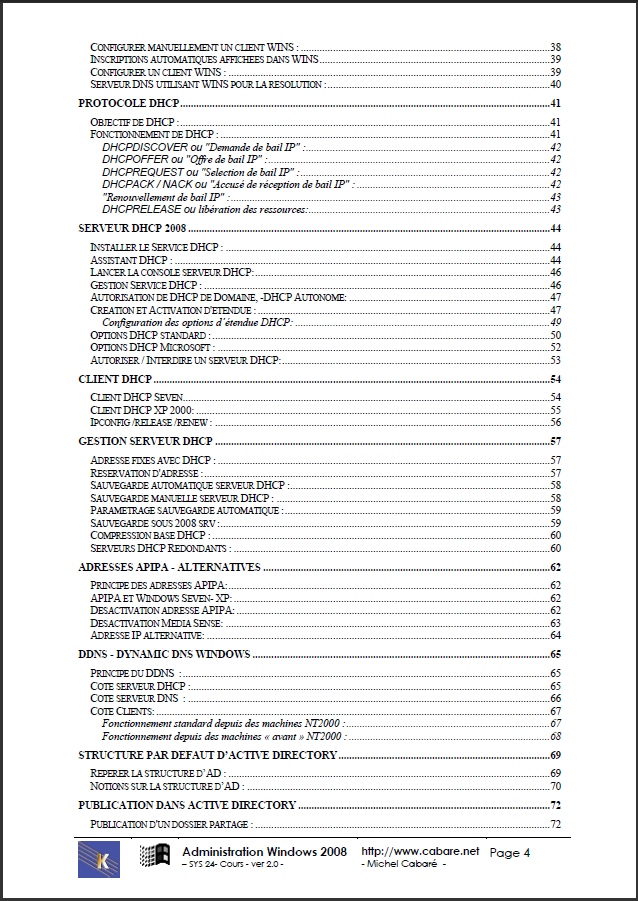 CONFIGURER MANUELLEMENT UN CLIENT WINS : 38
INSCRIPTIONS AUTOMATIQUES AFFICHEES DANS WINS 39
CONFIGURER UN CLIENT WINS : 39
SERVEUR DNS UTILISANT WINS POUR LA RESOLUTION : 40
PROTOCOLE DHCP 41
OBJECTIF DE DHCP : 41
FONCTIONNEMENT DE DHCP : 41
DHCPDISCOVER ou "Demande de bail IP" : 42
DHCPOFFER ou "Offre de bail IP" : 42
DHCPREQUEST ou "Selection de bail IP" : 42
DHCPACK / NACK ou "Accusé de réception de bail IP" : 42
"Renouvellement de bail IP" : 43
DHCPRELEASE ou libération des ressources: 43
SERVEUR DHCP 2008 44
INSTALLER LE SERVICE DHCP : 44
ASSISTANT DHCP : 44
LANCER LA CONSOLE SERVEUR DHCP: 46
GESTION SERVICE DHCP : 46
AUTORISATION DE DHCP DE DOMAINE, -DHCP AUTONOME: 47
CREATION ET ACTIVATION D'ETENDUE : 47
Configuration des options d'étendue DHCP: 49
OPTIONS DHCP STANDARD : 50
OPTIONS DHCP MICROSOFT : 52
AUTORISER / INTERDIRE UN SERVEUR DHCP: 53
CLIENT DHCP 54
CLIENT DHCP SEVEN 54
CLIENT DHCP XP 2000: 55
IPCONFIG /RELEASE /RENEW : 56
GESTION SERVEUR DHCP 57
ADRESSE FIXES AVEC DHCP : 57
RESERVATION D'ADRESSE : 57
SAUVEGARDE AUTOMATIQUE SERVEUR DHCP : 58
SAUVEGARDE MANUELLE SERVEUR DHCP : 58
PARAMETRAGE SAUVEGARDE AUTOMATIQUE : 59
SAUVEGARDE SOUS 2008 SRV : 59
COMPRESSION BASE DHCP : 60
SERVEURS DHCP REDONDANTS : 60
ADRESSES APIPA - ALTERNATIVES 62
PRINCIPE DES ADRESSES APIPA: 62
APIPA ET WINDOWS SEVEN- XP: 62
DESACTIVATION ADRESSE APIPA: 62
DESACTIVATION MEDIA SENSE: 63
ADRESSE IP ALTERNATIVE: 64
DDNS - DYNAMIC DNS WINDOWS 65
PRINCIPE DU DDNS : 65
COTE SERVEUR DHCP : 65
COTE SERVEUR DNS : 66
COTE CLIENTS: 67
Fonctionnement standard depuis des machines NT2000 : 67
Fonctionnement depuis des machines « avant » NT2000 : 68
STRUCTURE PAR DEFAUT D'ACTIVE DIRECTORY 69
REPERER LA STRUCTURE D'AD : 69
NOTIONS SUR LA STRUCTURE D'AD : 70
PUBLICATION DANS ACTIVE DIRECTORY 72
PUBLICATION D'UN DOSSIER PARTAGE : 72
K
Administration Windows 2008 http://www.cabare.net Page 4
– SYS 24- Cours - ver 2.0 - - Michel Cabaré -